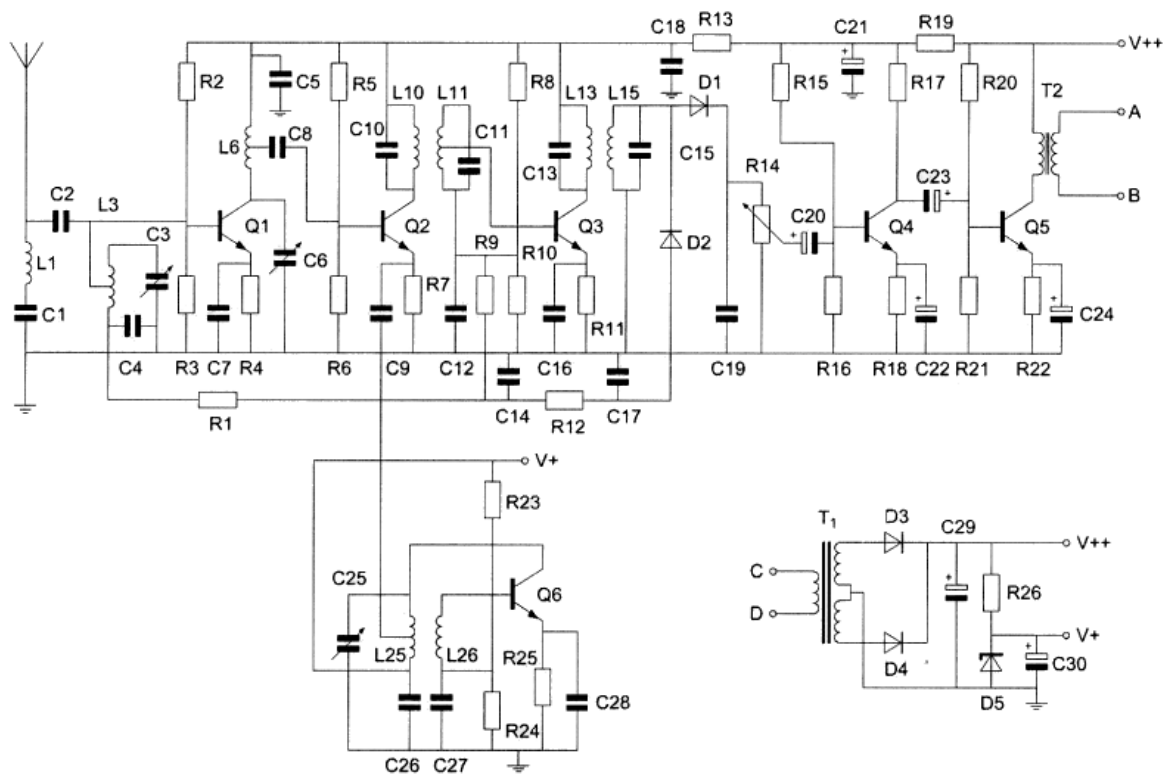 C18 R13 C21 R19
V++
R2 C5 R5 L10 L11 R8 L13 L15 D1 R15 R17 R20 T2
C8 C10 C11 A
L6 C13 C15 R14
C2 L3 C23 B
C3 Q1 Q2 Q3 C20 Q4 Q5
L1 C6 R9 R10 D2
R7
C1 R11 C24
C4 R3 C7 R4 R6 C9 C12 C16 C19 R16 R18 C22 R21 R22
R1 C14 R12 C17
V+
R23
T1 D3 C29
V++
C25 C
Q6 R26
D
V+
L25 L26 R25 D4 C30
C28 D5
R24
C26 C27